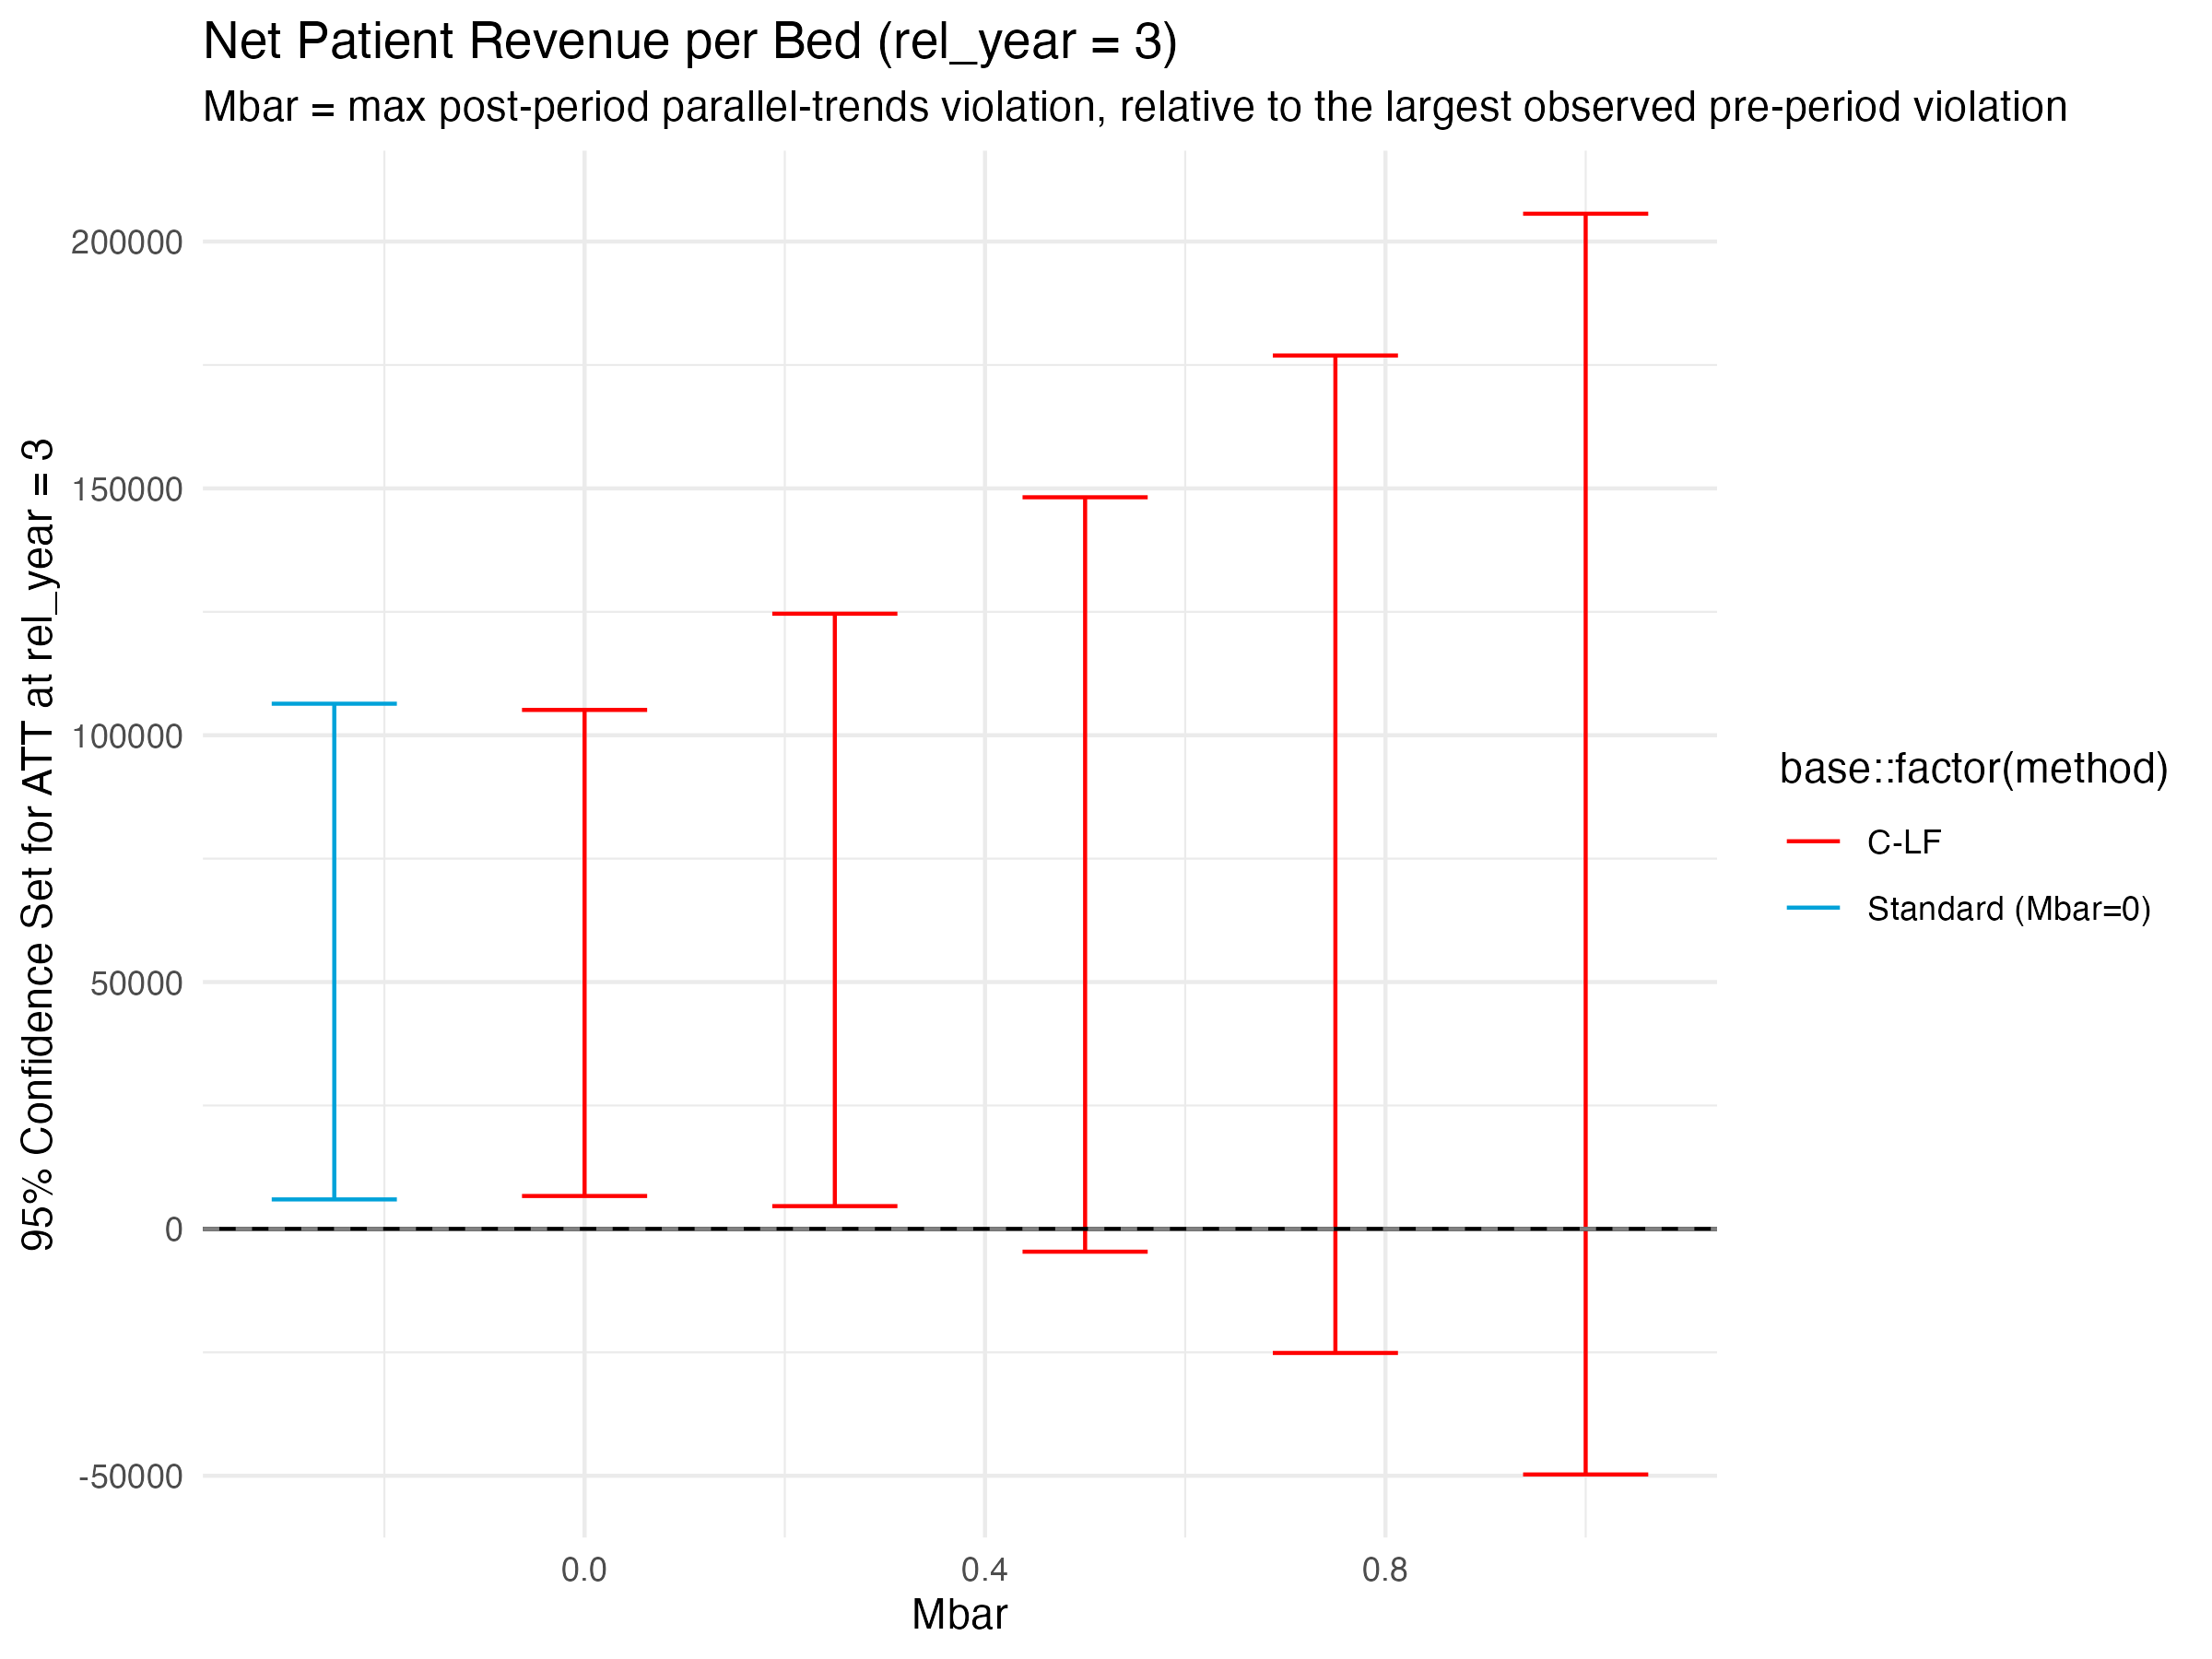 Net Patient Revenue per Bed (rel_year = 3)
Mbar = max post-period parallel-trends violation, relative to the largest observed pre-period violation
95% Confidence Set for ATT at rel_year = 3
200000
150000
100000
50000
0
-50000
0.0
0.4
0.8
Mbar
base::factor(method)
C-LF
Standard (Mbar=0)